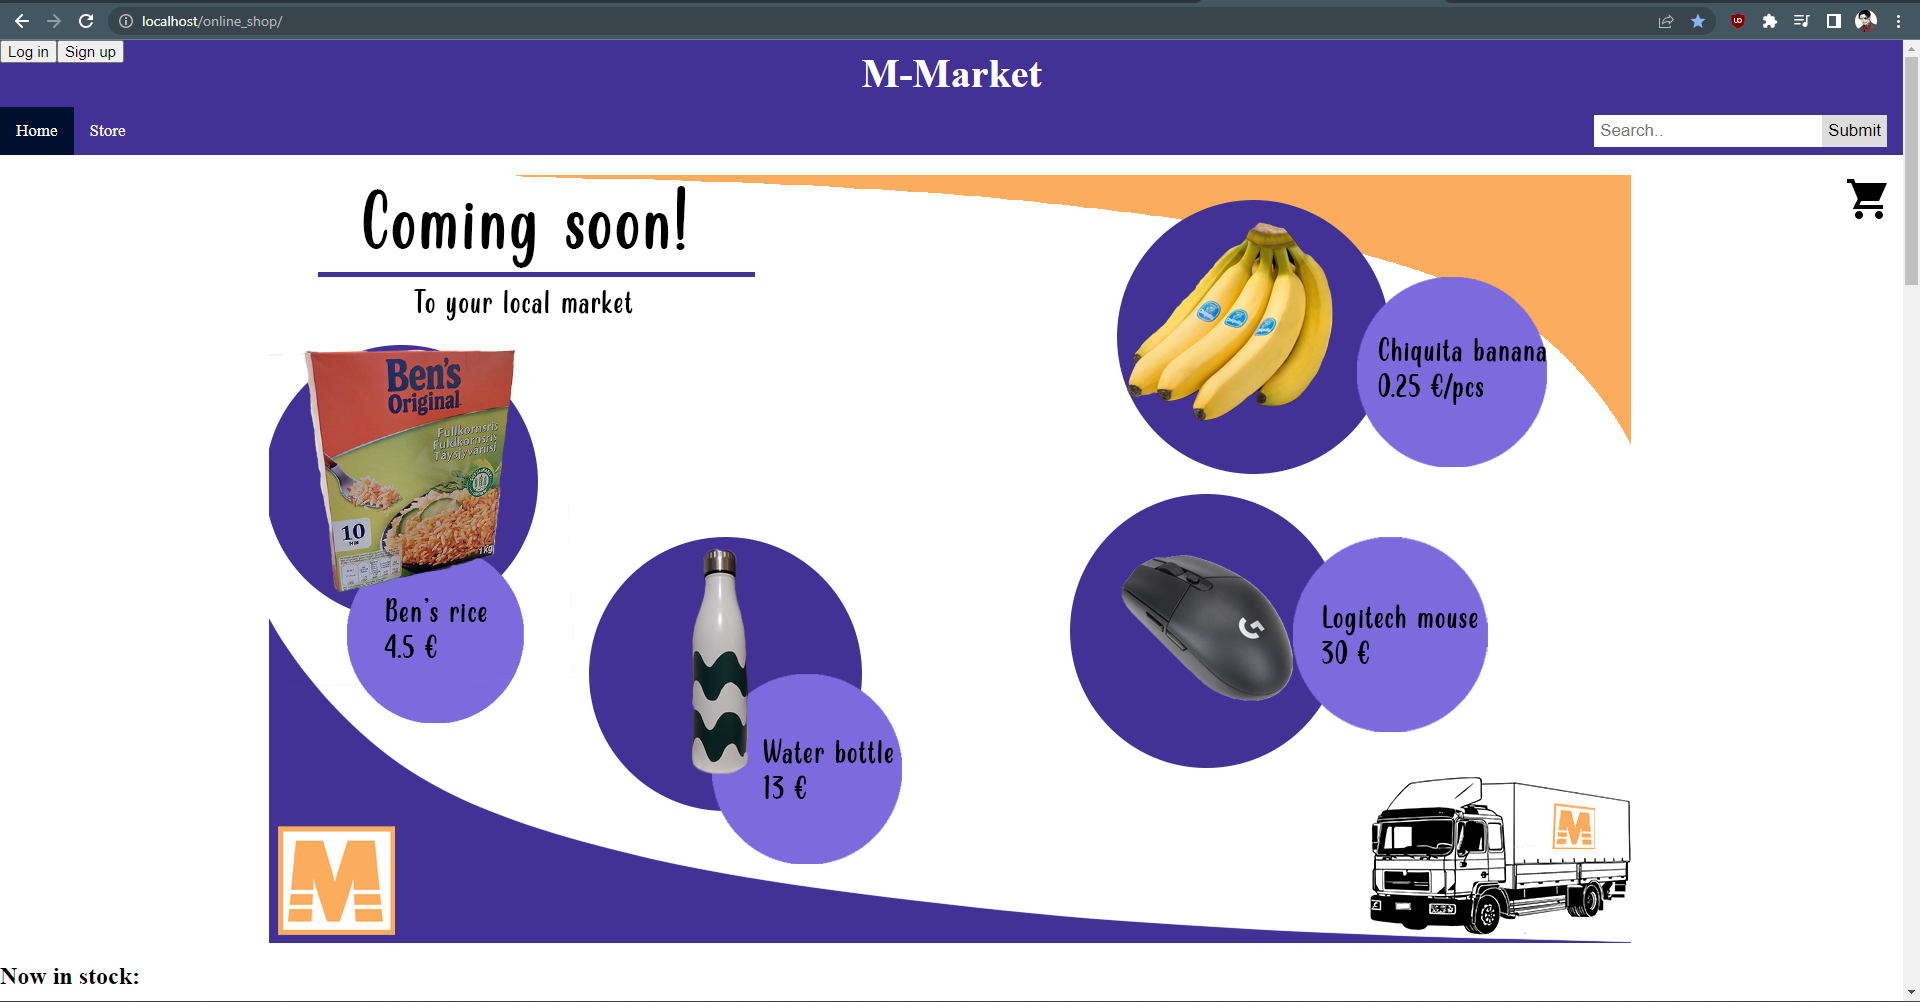 localhost/online_shop/
Log in
Sign up
M-Market
Home
Store
Search..
Submit
Coming soon!
To your local market
Chiquita banana
0.25 €/pcs
Ben's
Original
Fullkornsris
Fuldkornsris
Täysjyväriisi
10
MIN
1kg
Ben's rice
4.5 €
Logitech mouse
30 €
Water bottle
13 €
M
M
Now in stock: